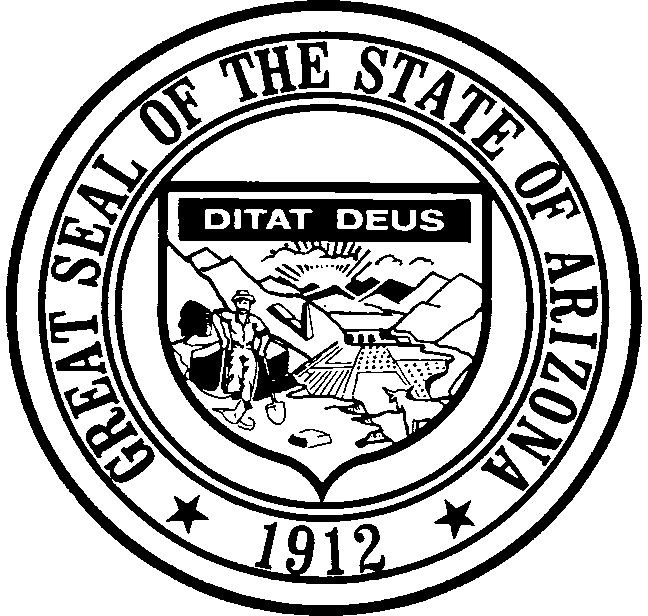 GREAT SEAL OF THE STATE OF ARIZONA
DITAT DEUS
1912